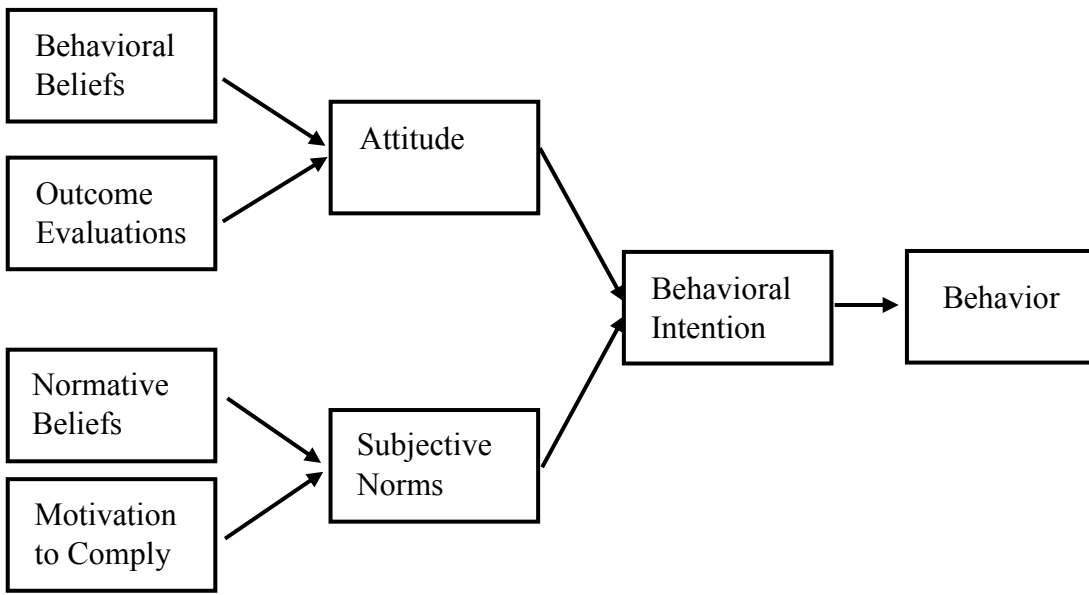 Behavioral
Beliefs
Outcome
Evaluations
Attitude
Normative
Beliefs
Motivation
to Comply
Subjective
Norms
Behavioral
Intention
Behavior